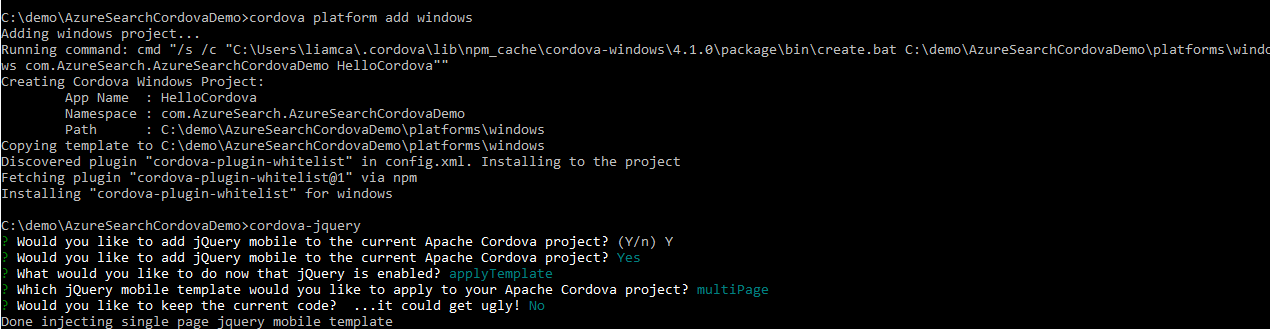 C:\demo\AzureSearchCordovaDemo>cordova platform add windows
Adding windows project...
Running command: cmd "/s /c "C:\Users\liamca\.cordova\lib\npm_cache\cordova-windows\4.1.0\package\bin\create.bat C:\demo\AzureSearchCordovaDemo\platforms\windo
ws com.AzureSearch.AzureSearchCordovaDemo HelloCordova""
Creating Cordova Windows Project:
        App Name  : HelloCordova
        Namespace : com.AzureSearch.AzureSearchCordovaDemo
        Path      : C:\demo\AzureSearchCordovaDemo\platforms\windows
Copying template to C:\demo\AzureSearchCordovaDemo\platforms\windows
Discovered plugin "cordova-plugin-whitelist" in config.xml. Installing to the project
Fetching plugin "cordova-plugin-whitelist@1" via npm
Installing "cordova-plugin-whitelist" for windows
C:\demo\AzureSearchCordovaDemo>cordova-jquery
? Would you like to add jQuery mobile to the current Apache Cordova project? (Y/n) Y
? Would you like to add jQuery mobile to the current Apache Cordova project? Yes
? What would you like to do now that jQuery is enabled? applyTemplate
? Which jQuery mobile template would you like to apply to your Apache Cordova project? multiPage
? Would you like to keep the current code?  ...it could get ugly! No
Done injecting single page jquery mobile template